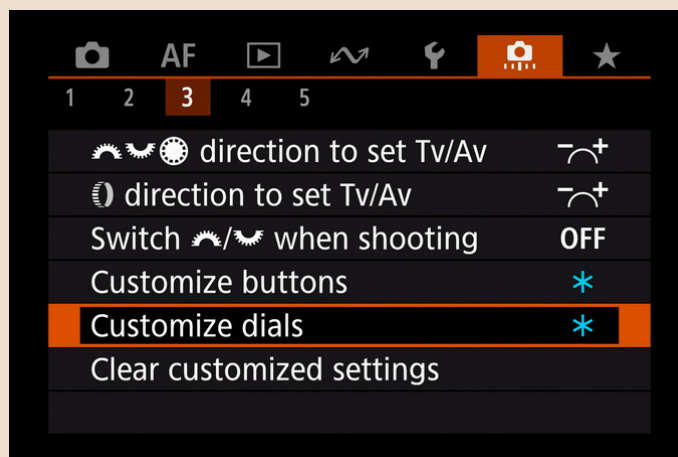 AF
1 2 3 4 5
direction to set Tv/Av - +
direction to set Tv/Av - +
Switch / when shooting OFF
Customize buttons *
Customize dials *
Clear customized settings